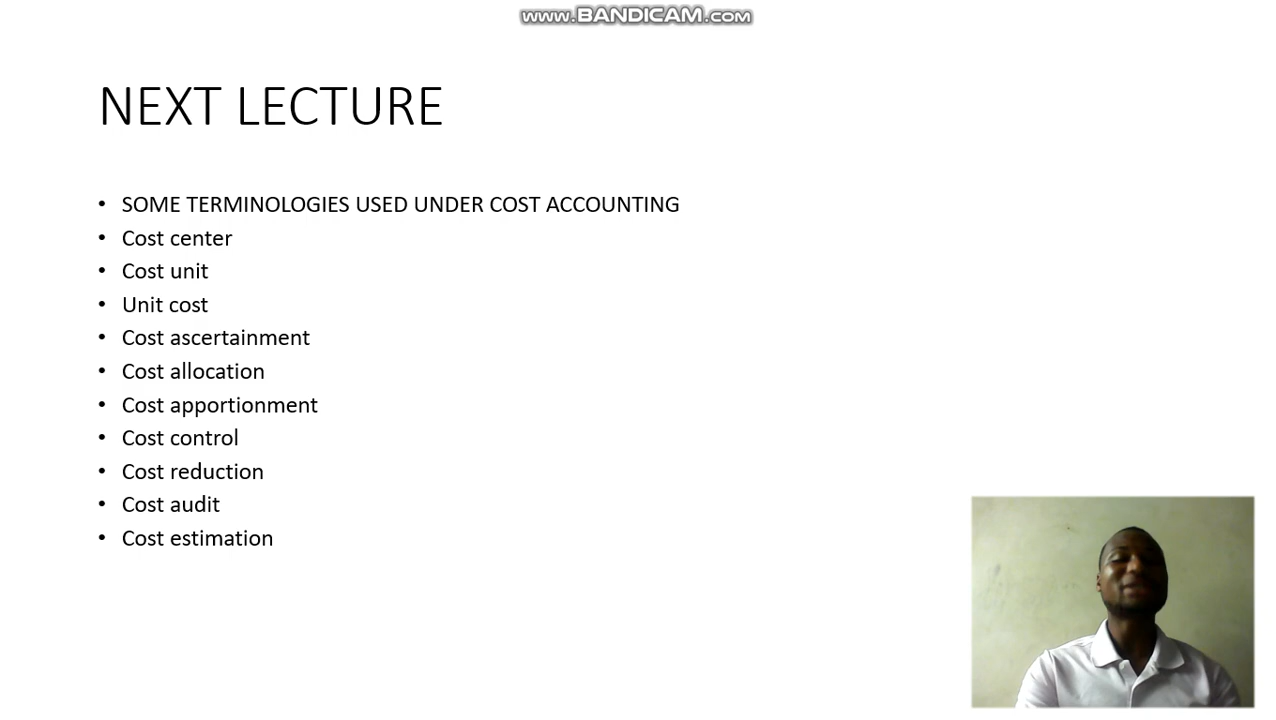 www.BANDICAM.com
NEXT LECTURE
• SOME TERMINOLOGIES USED UNDER COST ACCOUNTING
• Cost center
• Cost unit
• Unit cost
• Cost ascertainment
• Cost allocation
• Cost apportionment
• Cost control
• Cost reduction
• Cost audit
• Cost estimation